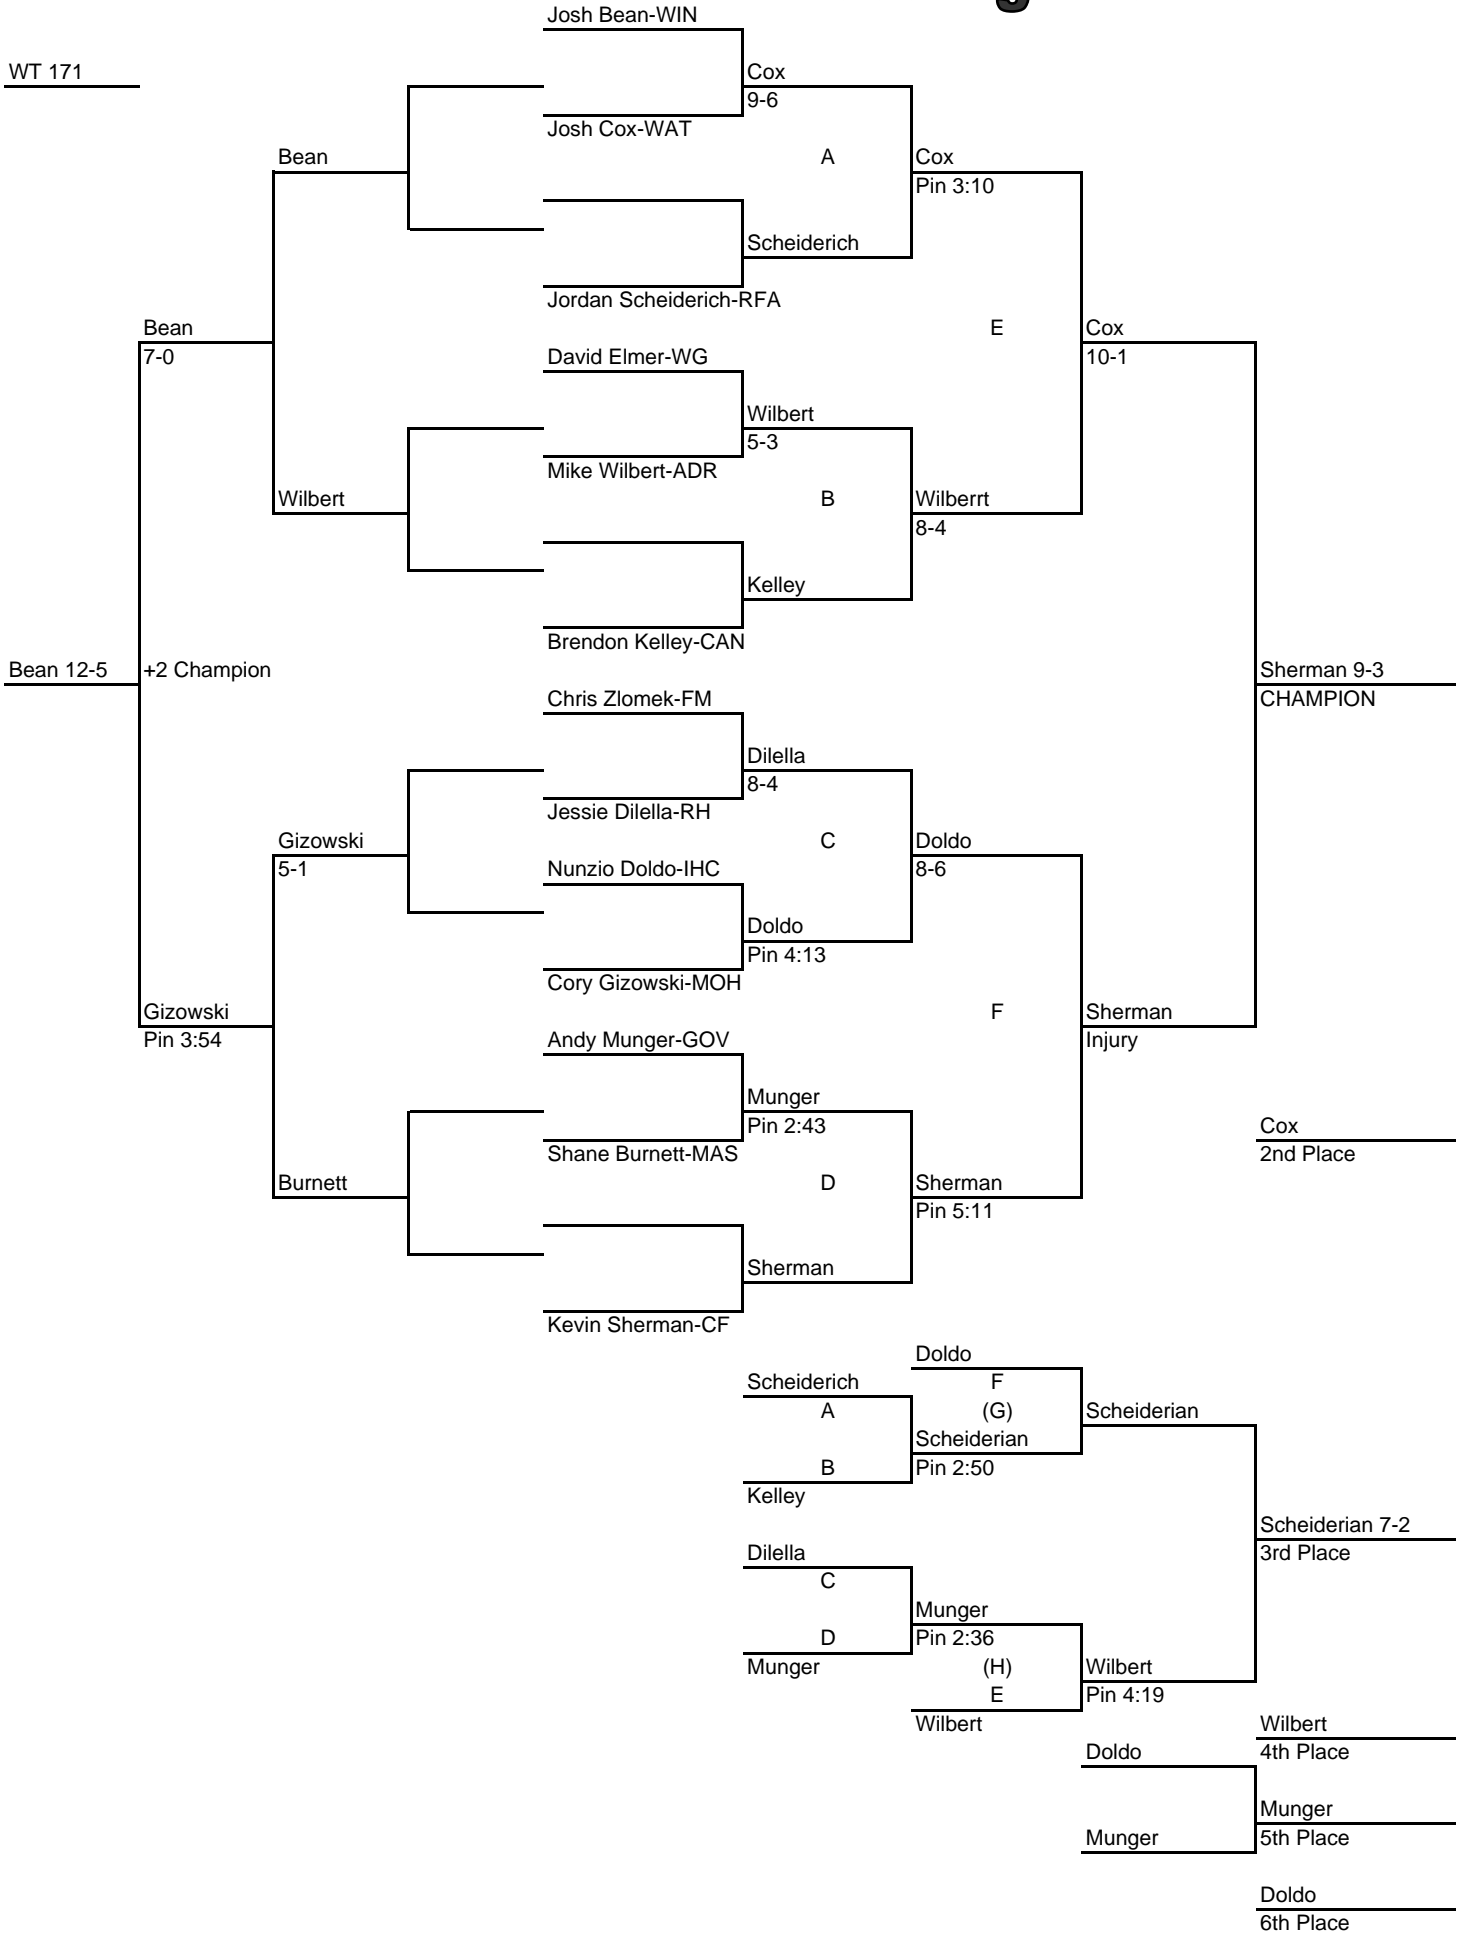 Josh Bean-WIN
WT 171
Cox
9-6
Josh Cox-WAT
Bean
A
Cox
Pin 3:10
Scheiderich
Jordan Scheiderich-RFA
Bean
E
Cox
7-0
David Elmer-WG
10-1
Wilbert
5-3
Mike Wilbert-ADR
Wilbert
B
Wilberrt
8-4
Kelley
Brendon Kelley-CAN
Bean 12-5
+2 Champion
Sherman 9-3
Chris Zlomek-FM
CHAMPION
Dilella
8-4
Jessie Dilella-RH
Gizowski
C
Doldo
5-1
Nunzio Doldo-IHC
8-6
Doldo
Pin 4:13
Cory Gizowski-MOH
Gizowski
F
Sherman
Pin 3:54
Andy Munger-GOV
Injury
Munger
Pin 2:43
Cox
Shane Burnett-MAS
2nd Place
Burnett
D
Sherman
Pin 5:11
Sherman
Kevin Sherman-CF
Doldo
Scheiderich
F
A
(G)
Scheiderian
Scheiderian
B
Pin 2:50
Kelley
Scheiderian 7-2
Dilella
3rd Place
C
Munger
D
Pin 2:36
Munger
(H)
Wilbert
E
Pin 4:19
Wilbert
Wilbert
Doldo
4th Place
Munger
Munger
5th Place
Doldo
6th Place